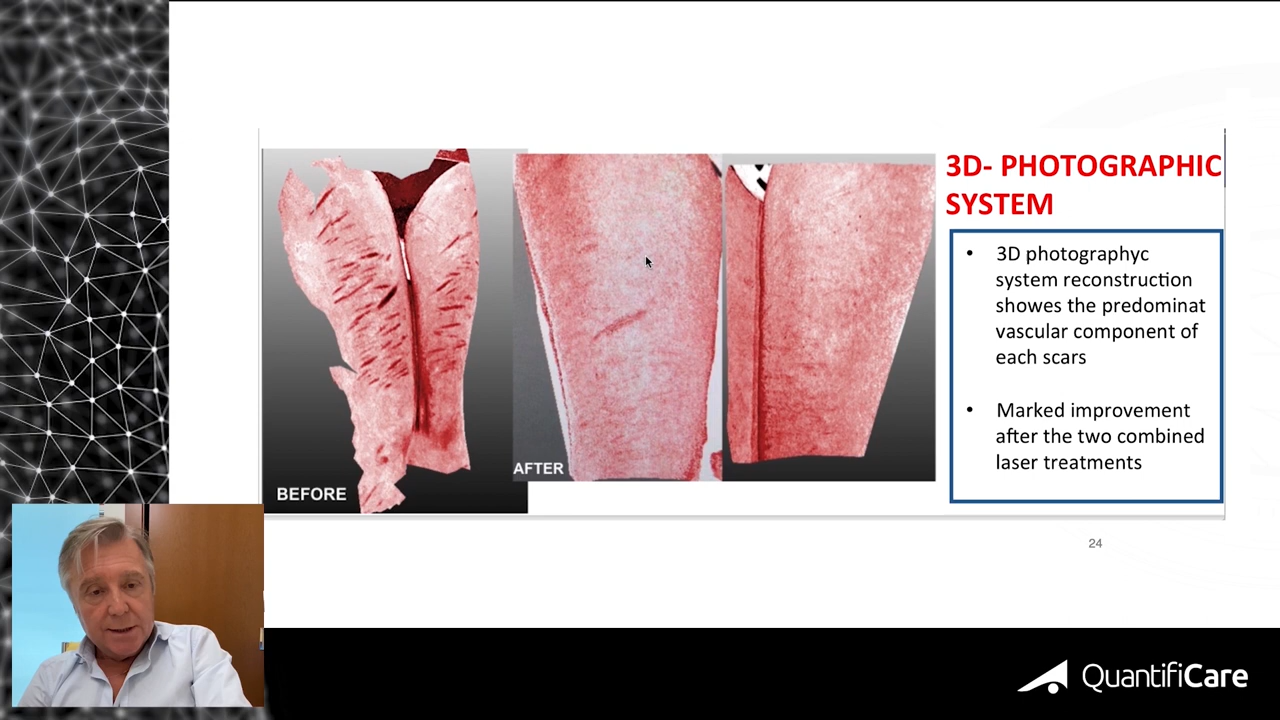 3D- PHOTOGRAPHIC
SYSTEM
• 3D photographyc
system reconstruction
showes the predominat
vascular component of
each scars
• Marked improvement
after the two combined
laser treatments
BEFORE
AFTER
24
QuantifiCare